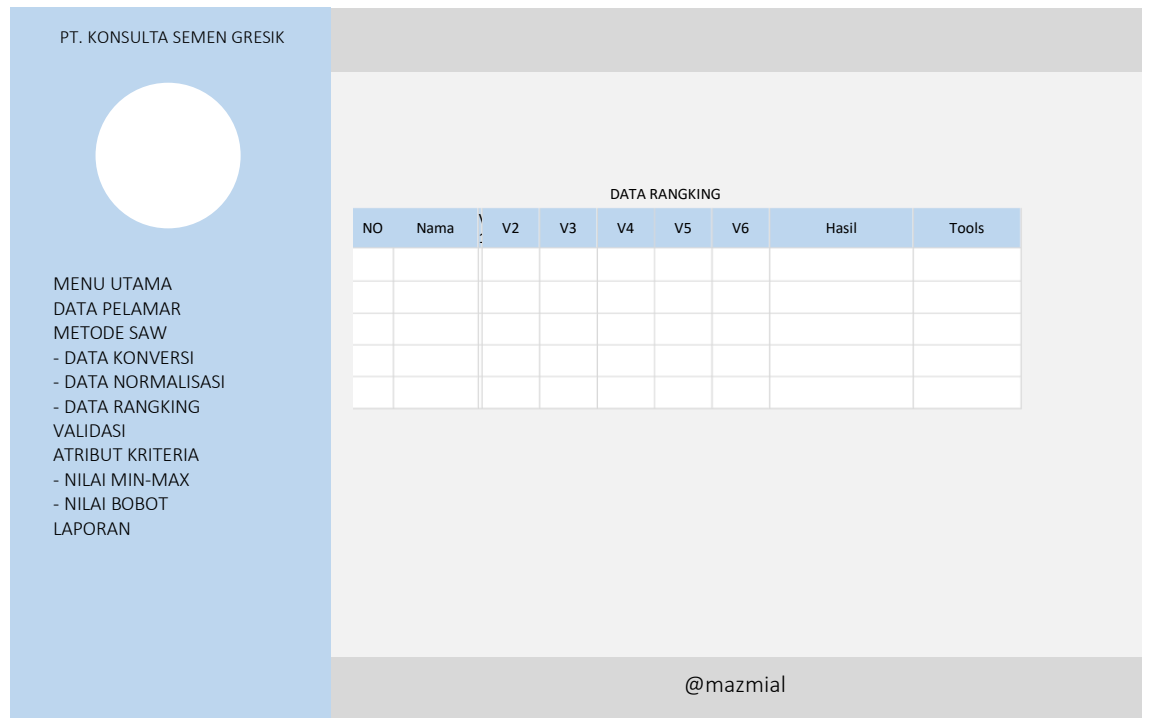 PT. KONSULTA SEMEN GRESIK
MENU UTAMA
DATA PELAMAR
METODE SAW
- DATA KONVERSI
- DATA NORMALISASI
- DATA RANGKING
VALIDASI
ATRIBUT KRITERIA
- NILAI MIN-MAX
- NILAI BOBOT
LAPORAN
DATA RANGKING
NO Nama V2 V3 V4 V5 V6 Hasil Tools
@mazmial